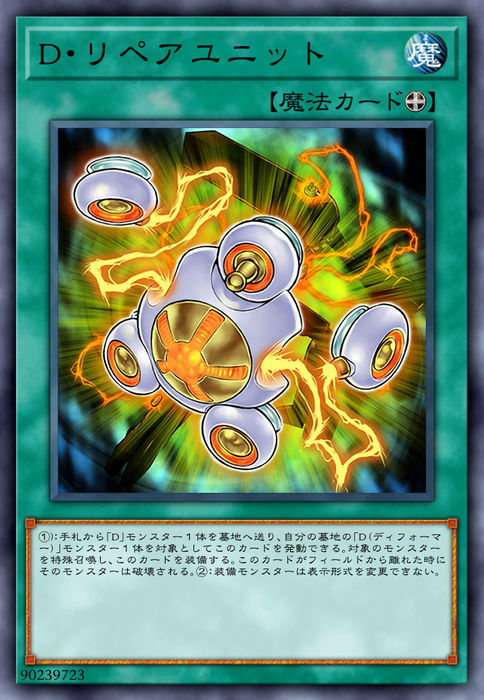 D・リペアユニット
魔
【魔法カード】
①:手札から「D」モンスター1体を墓地へ送り、自分の墓地の「D(ディフォーマ
ー)」モンスター1体を対象としてこのカードを発動できる。対象のモンスター
を特殊召喚し、このカードを装備する。このカードがフィールドから離れた時に
そのモンスターは破壊される。②:装備モンスターは表示形式を変更できない。
90239723